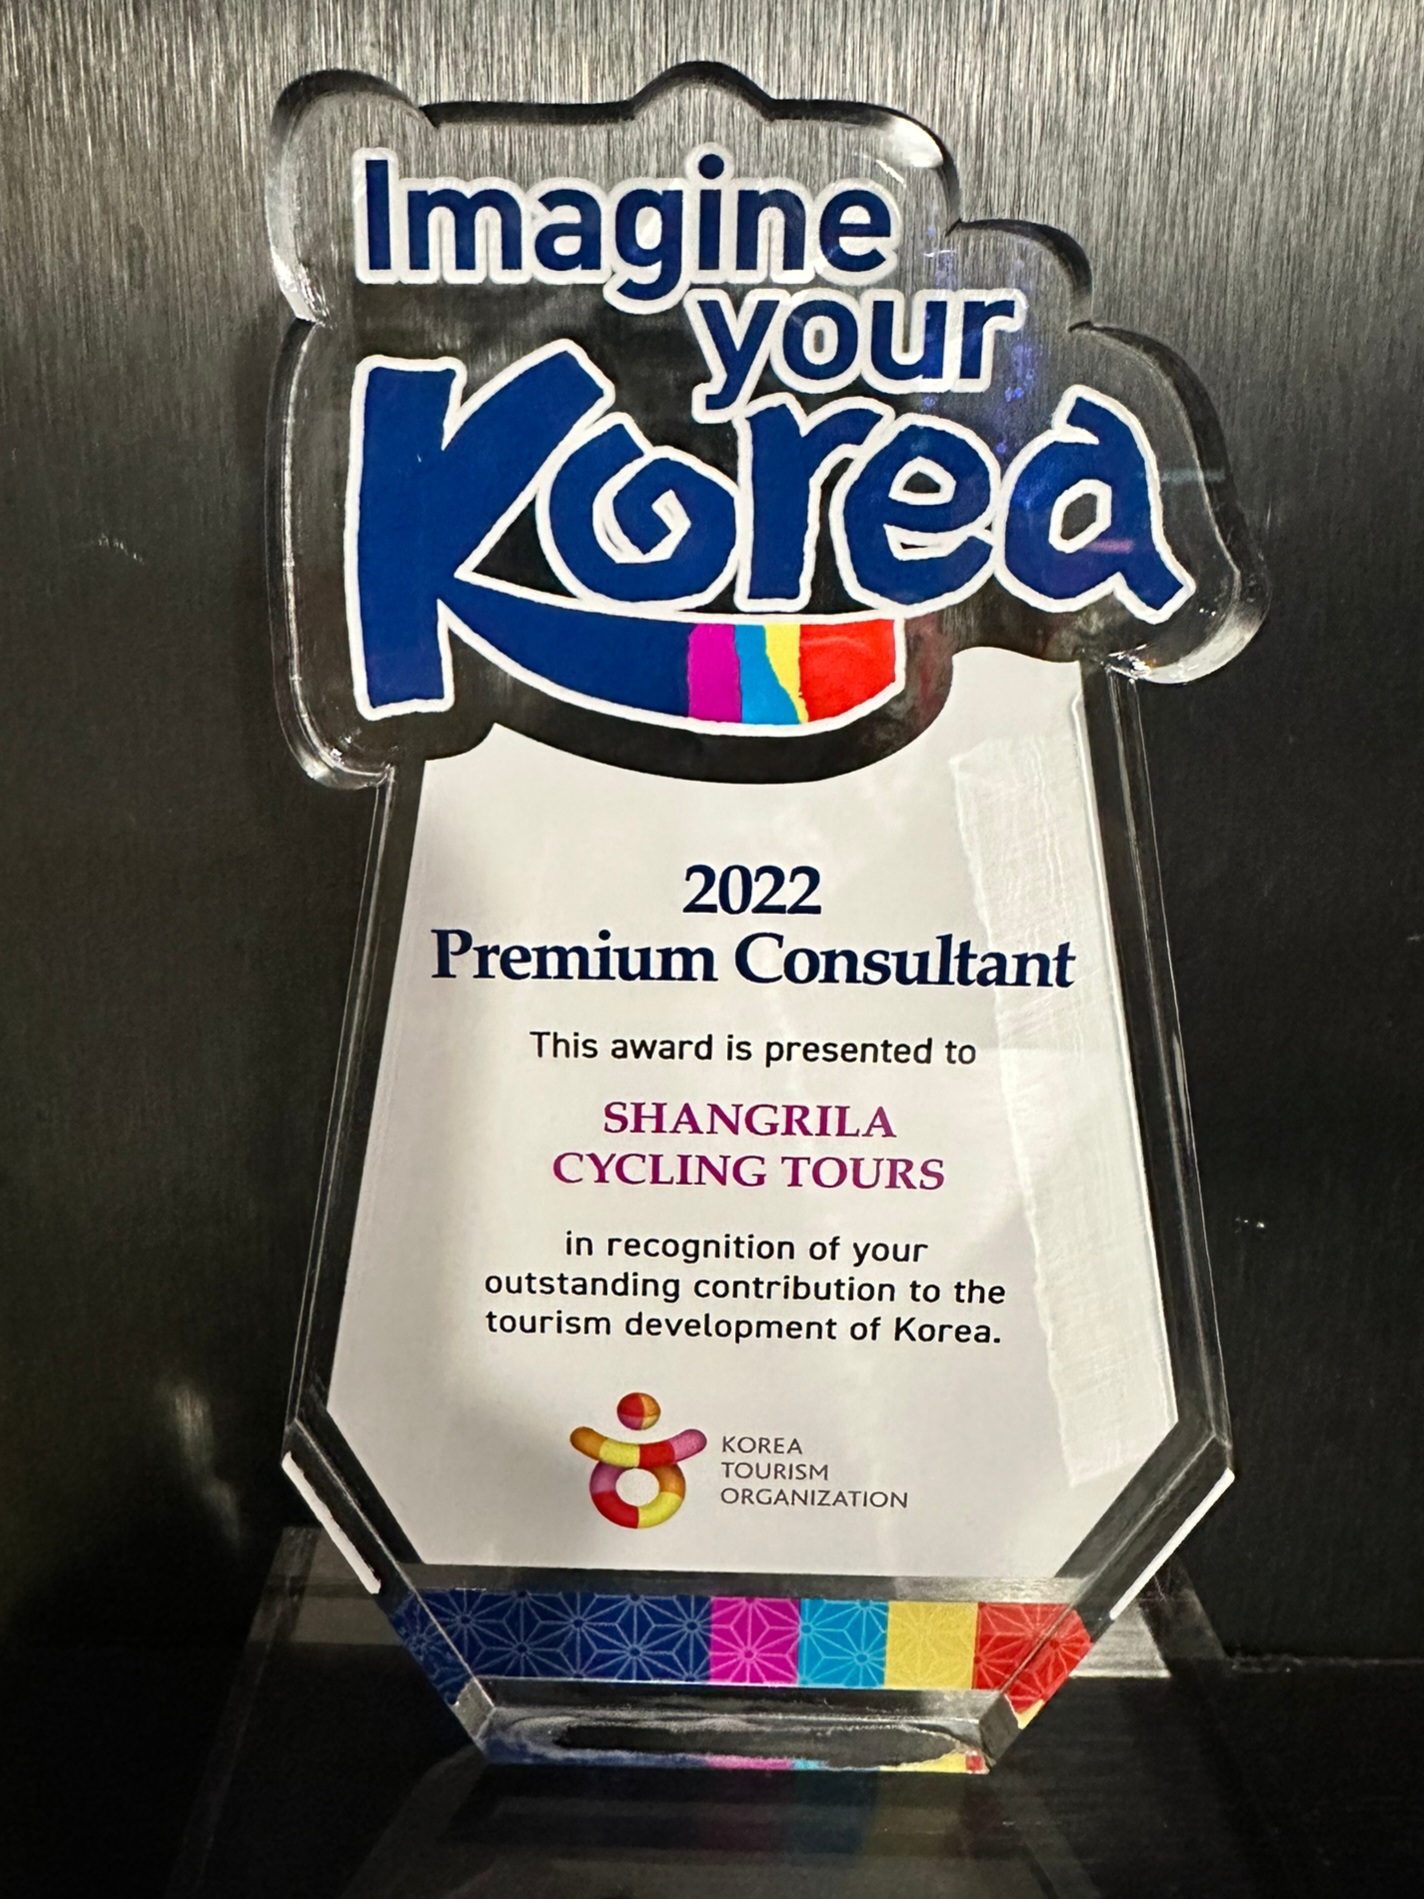 Imagine
your
Korea
2022
Premium Consultant
This award is presented to
SHANGRILA
CYCLING TOURS
in recognition of your
outstanding contribution to the
tourism development of Korea.
KOREA
TOURISM
ORGANIZATION